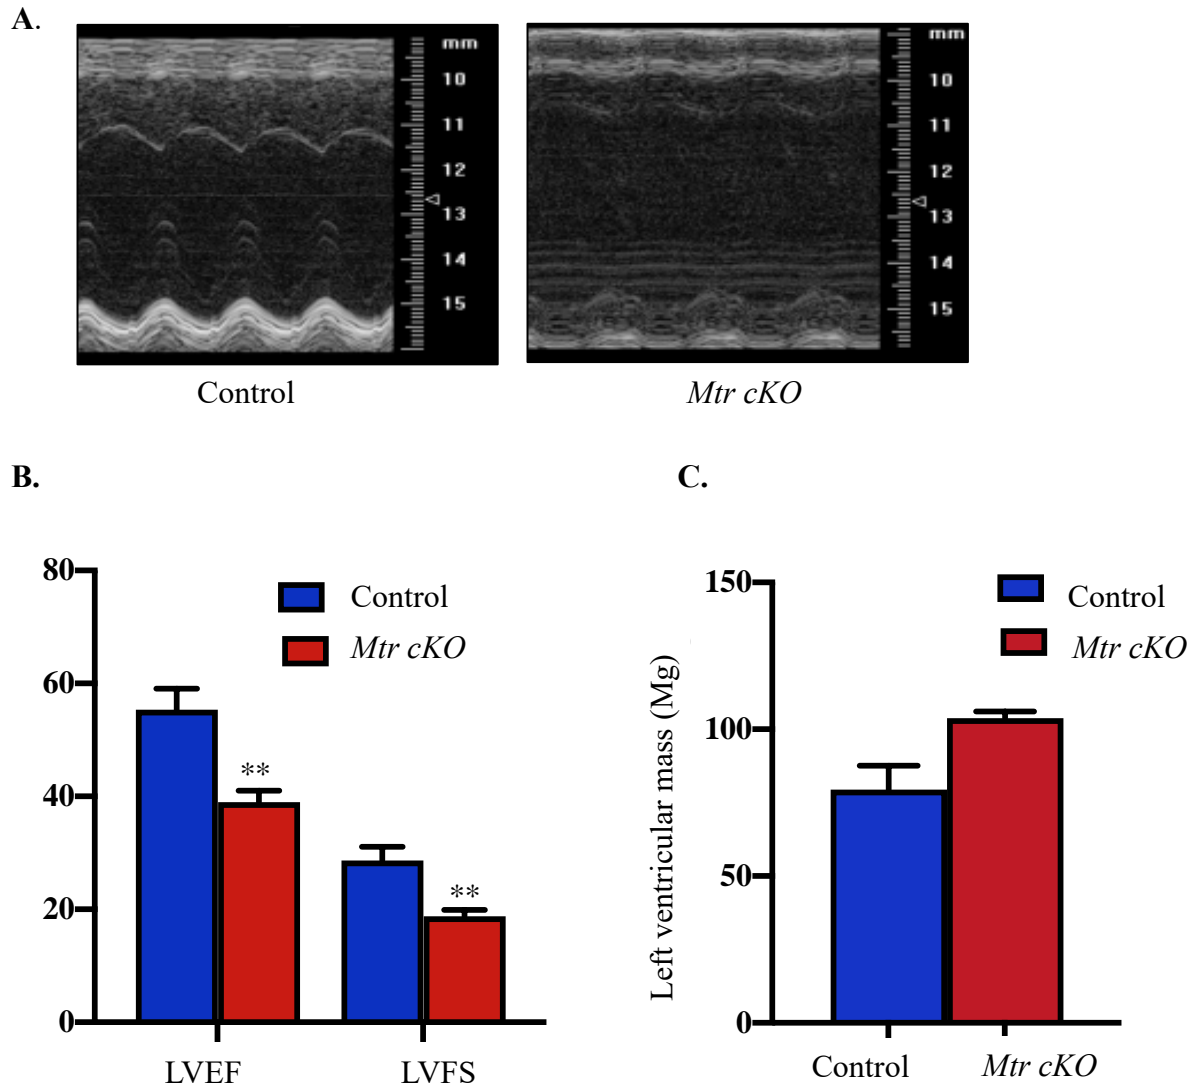 A.
mm
10
11
12
13
14
15
mm
10
11
12
13
14
15
Control
Mtr cKO
B.
C.
80
60
40
20
0
Control
Mtr cKO
**
**
LVEF
LVFS
Left ventricular mass (Mg)
150
100
50
0
Control
Mtr cKO
Control
Mtr cKO